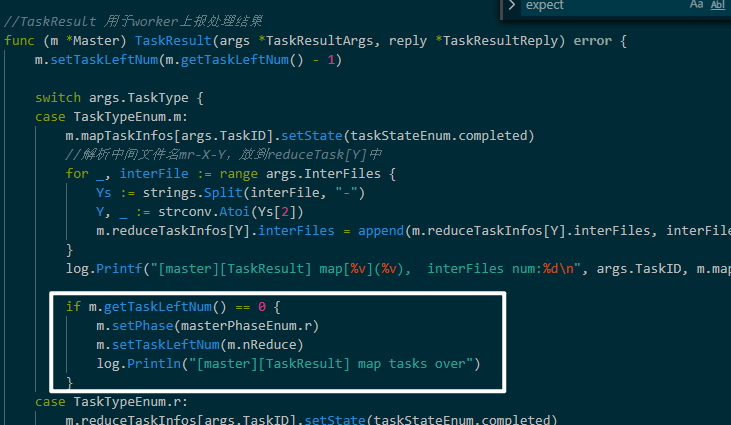 expect
Aa Abl
//TaskResult 用于worker上报处理结果
func (m *Master) TaskResult(args *TaskResultArgs, reply *TaskResultReply) error {
m.setTaskLeftNum(m.getTaskLeftNum() - 1)
switch args.TaskType {
case TaskTypeEnum.m:
m.mapTaskInfos[args.TaskID].setState(taskStateEnum.completed)
//解析中间文件名mr-X-Y, 放到reduceTask[Y]中
for _, interFile := range args.InterFiles {
Ys := strings.Split(interFile, "-")
Y, _ := strconv.Atoi(Ys[2])
m.reduceTaskInfos[Y].interFiles = append(m.reduceTaskInfos[Y].interFiles, interFile
}
log.Printf("[master][TaskResult] map[%v](%v),  interFiles num:%d\n", args.TaskID, m.map
if m.getTaskLeftNum() == 0 {
m.setPhase(masterPhaseEnum.r)
m.setTaskLeftNum(m.nReduce)
log.Println("[master][TaskResult] map tasks over")
}
case TaskTypeEnum.r:
m.reduceTaskInfos[args.TaskID].setState(taskStateEnum.completed)